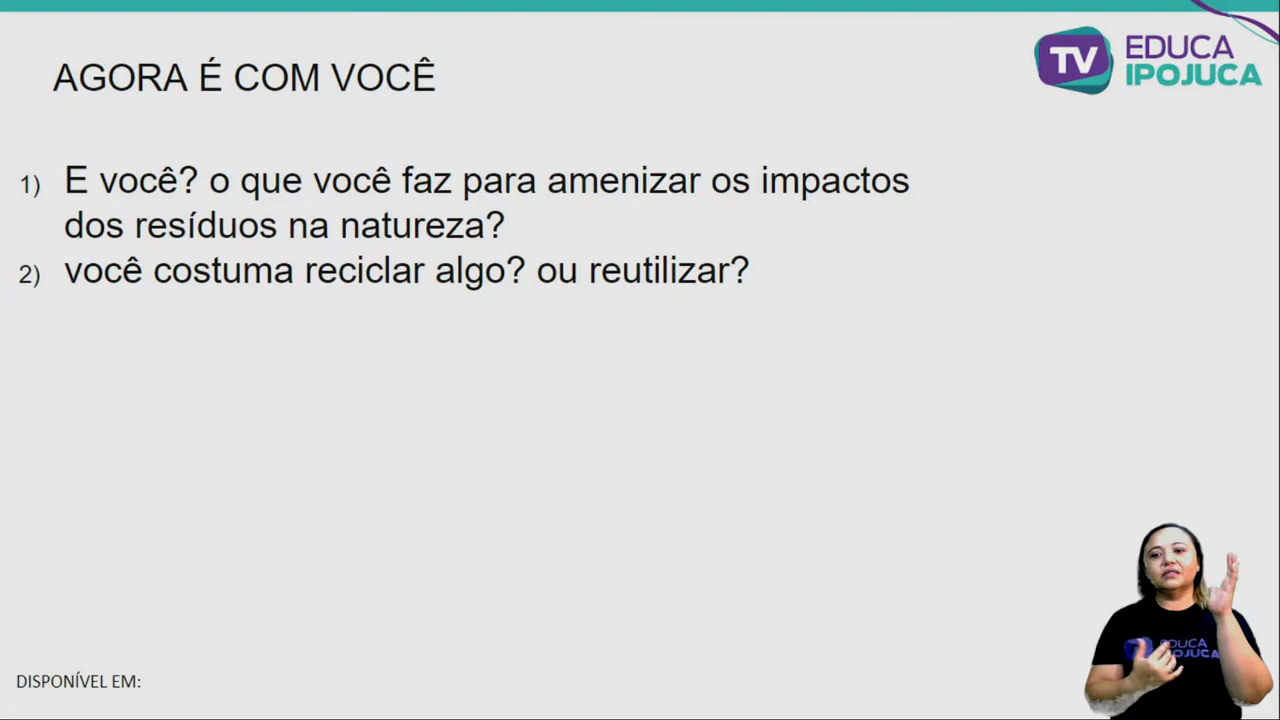 AGORA É COM VOCÊ
TV EDUCA
IPOJUCA
1) E você? o que você faz para amenizar os impactos
dos resíduos na natureza?
2) você costuma reciclar algo? ou reutilizar?
EDUCA
IPOJUCA
DISPONÍVEL EM: